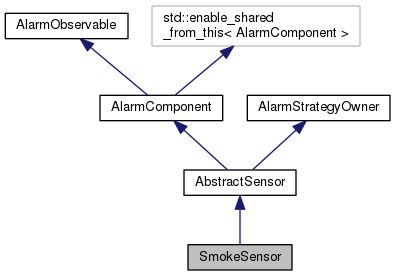 AlarmObservable
std::enable_shared
_from_this< AlarmComponent >
AlarmComponent
AlarmStrategyOwner
AbstractSensor
SmokeSensor